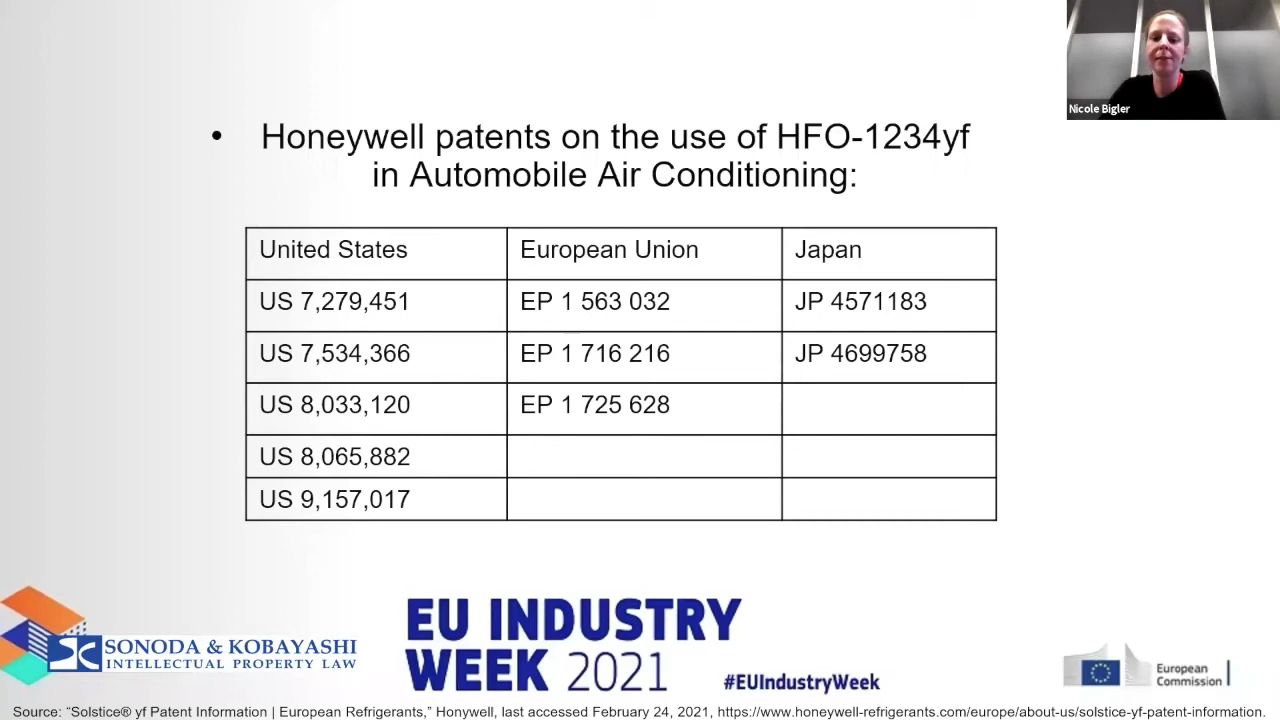 Nicole Bigler
• Honeywell patents on the use of HFO-1234yf
in Automobile Air Conditioning:
United States European Union Japan
US 7,279,451 EP 1 563 032 JP 4571183
US 7,534,366 EP 1 716 216 JP 4699758
US 8,033,120 EP 1 725 628
US 8,065,882
US 9,157,017
SONODA & KOBAYASHI
INTELLECTUAL PROPERTY LAW
EU INDUSTRY
WEEK 2021
#EUIndustryWeek
European
Commission
Source: “Solstice® yf Patent Information | European Refrigerants,” Honywell, last accessed February 24, 2021, https://www.honeywell-refrigerants.com/europe/about-us/solstice-yf-patent-information.